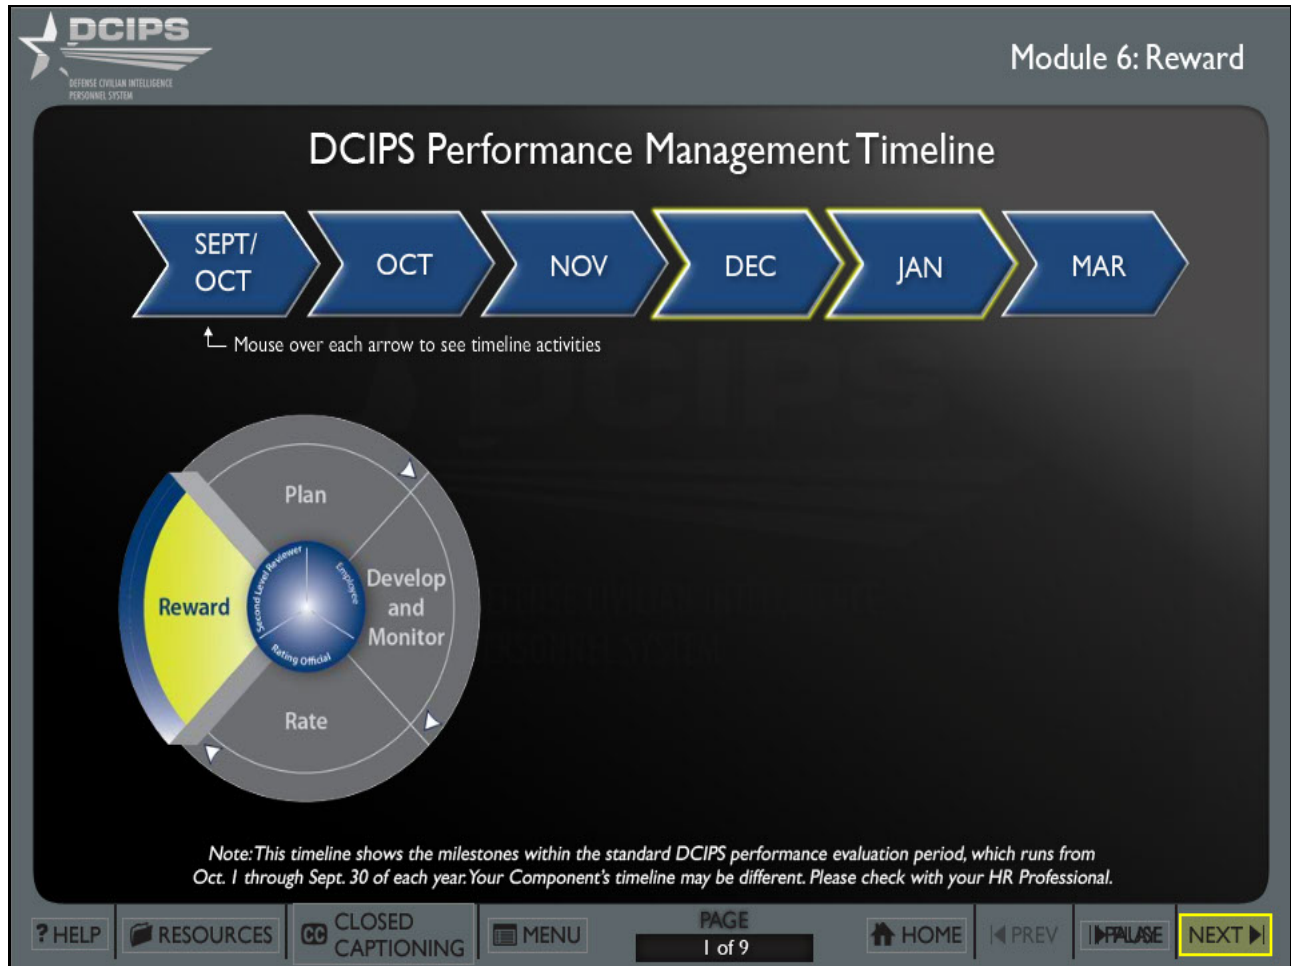 DCIPS
DEFENSE CIVILIAN INTELLIGENCE
PERSONNEL SYSTEM
Module 6: Reward
DCIPS Performance Management Timeline
SEPT/
OCT
OCT
NOV
DEC
JAN
MAR
Mouse over each arrow to see timeline activities
Plan
Develop
and
Monitor
Rate
Reward
Second Level Reviewer
Employee
Rating Official
Note: This timeline shows the milestones within the standard DCIPS performance evaluation period, which runs from
Oct. 1 through Sept. 30 of each year. Your Component's timeline may be different. Please check with your HR Professional.
? HELP
RESOURCES
CC CLOSED
CAPTIONING
MENU
PAGE
1 of 9
HOME
PREV
NEXT